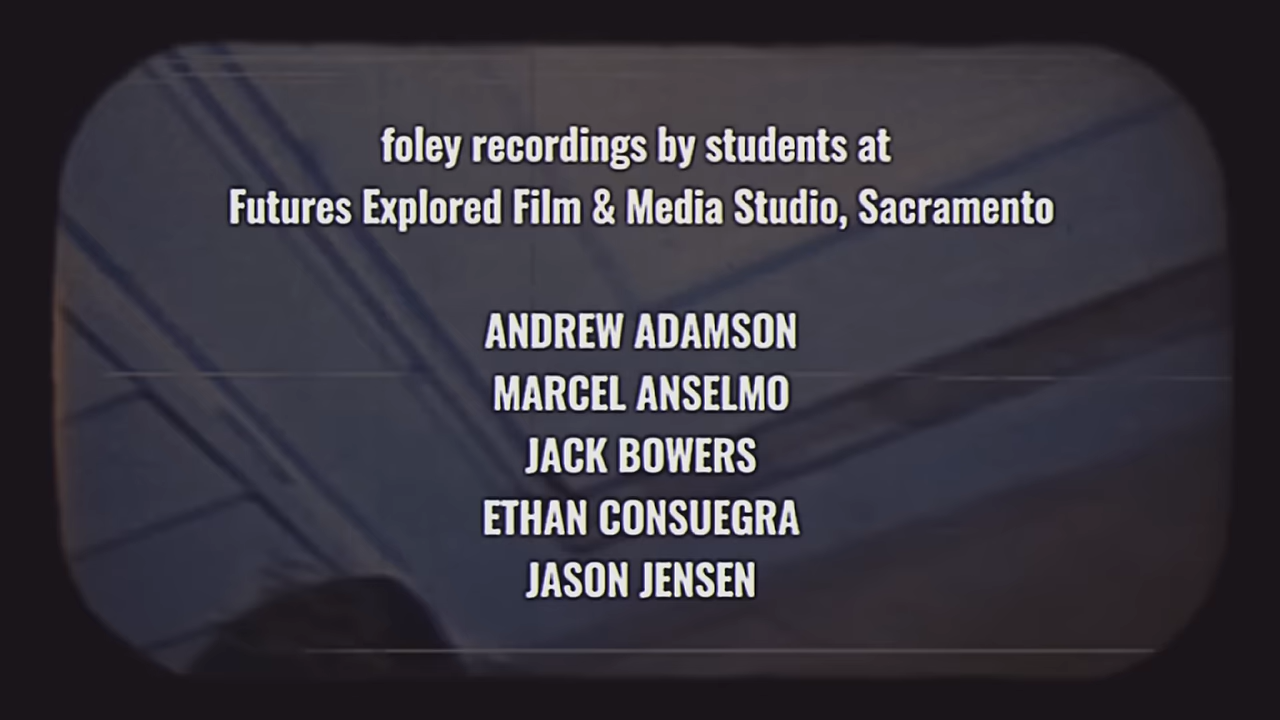 foley recordings by students at
Futures Explored Film & Media Studio, Sacramento
ANDREW ADAMSON
MARCEL ANSELMO
JACK BOWERS
ETHAN CONSUEGRA
JASON JENSEN